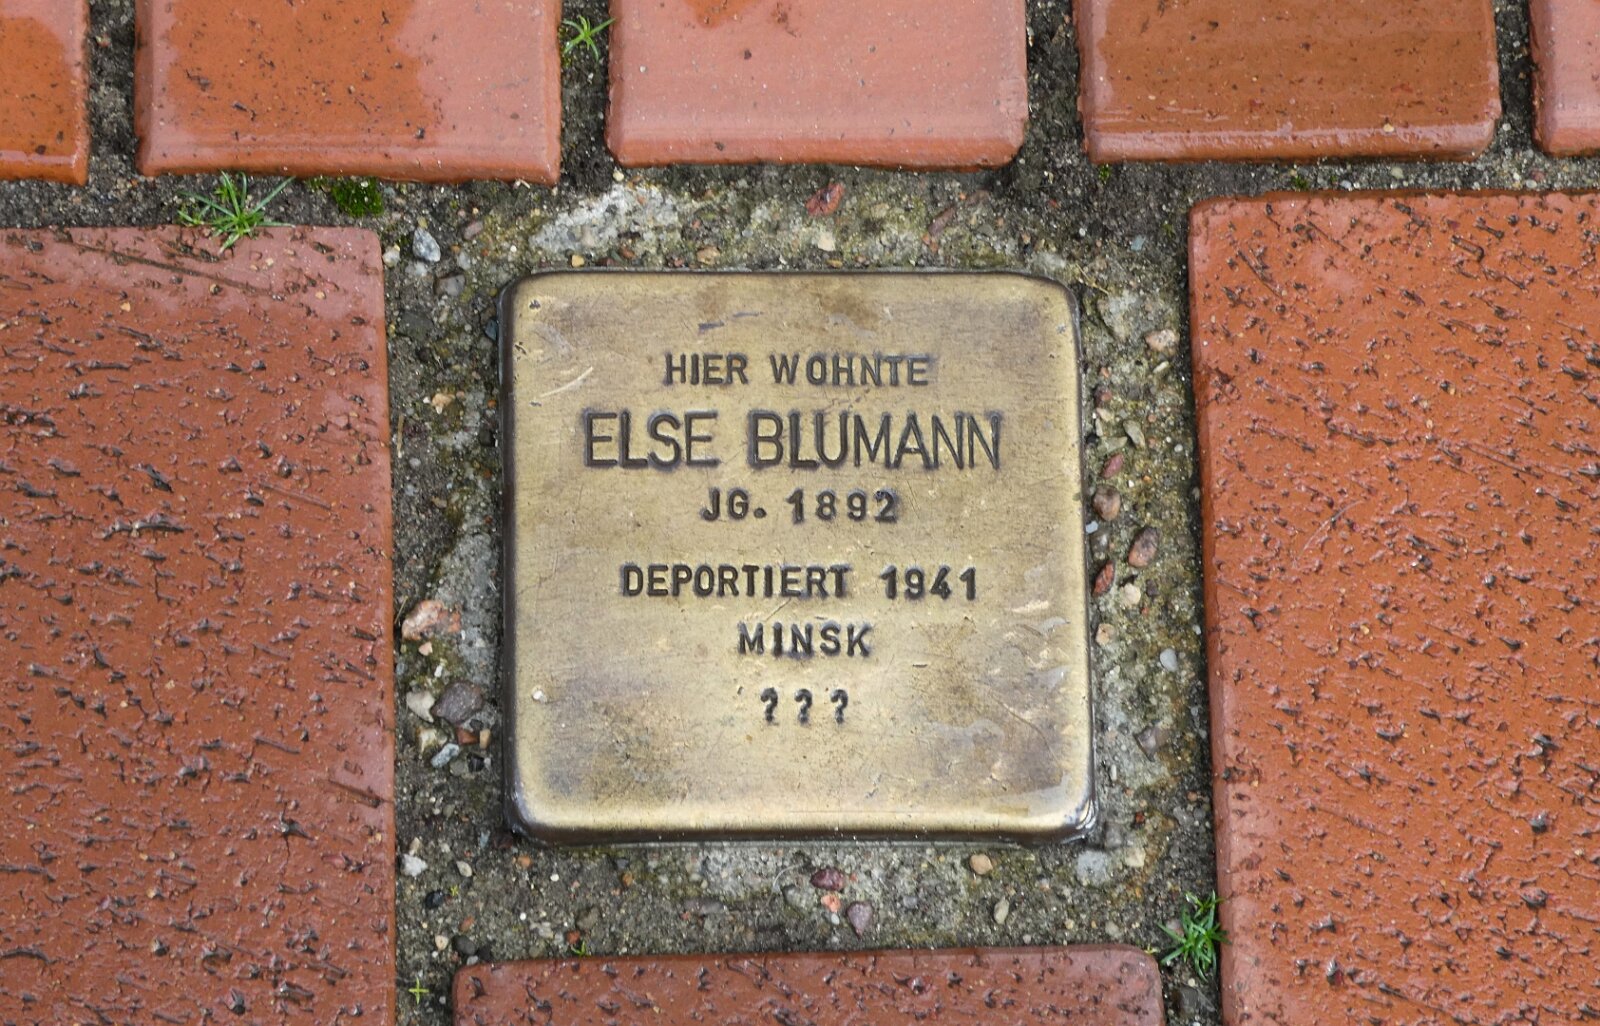 HIER WOHNTE
ELSE BLUMANN
JG. 1892
DEPORTIERT 1941
MINSK
? ? ?